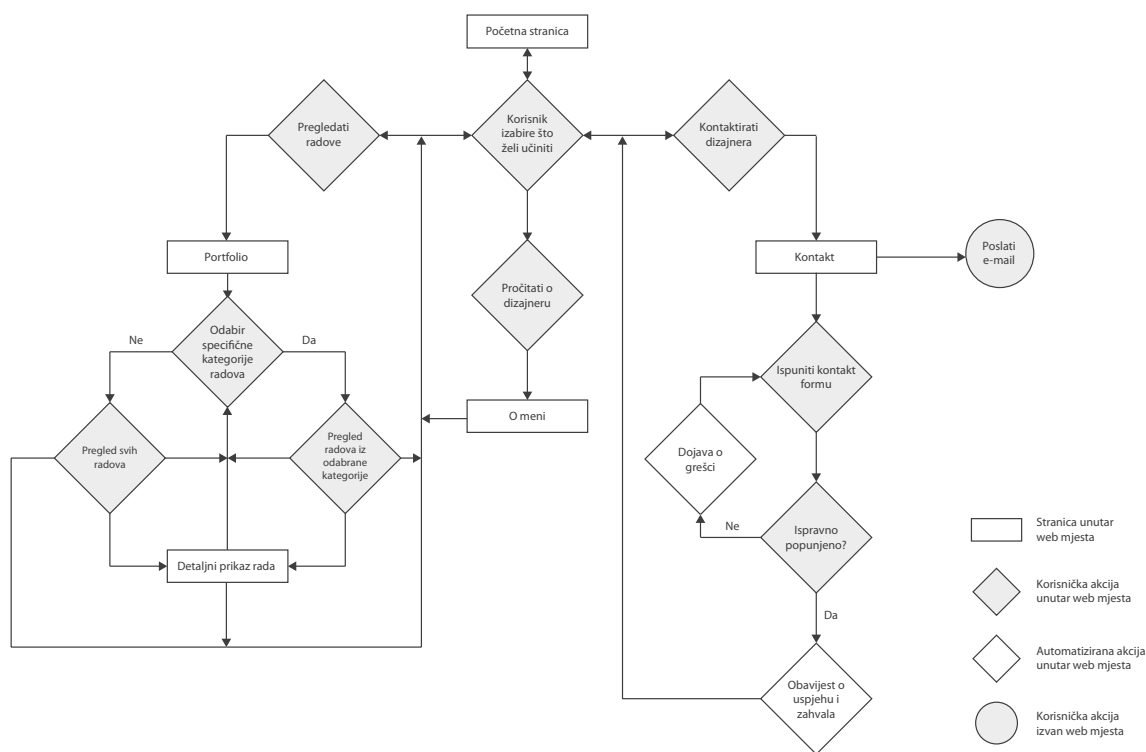 Početna stranica
Pregledati
radove
Korisnik
izabire što
želi učiniti
Kontaktirati
dizajnera
Portfolio
Pročitati o
dizajneru
Kontakt
Poslati
e-mail
Ne
Odabir
specifične
kategorije
radova
Da
Ispuniti kontakt
formu
O meni
Pregled svih
radova
Pregled
radova iz
odabrane
kategorije
Dojava o
grešci
Ne
Ispravno
popunjeno?
Detaljni prikaz rada
Da
Obavijest o
uspjehu i
zahvala
Stranica unutar
web mjesta
Korisnička akcija
unutar web mjesta
Automatizirana akcija
unutar web mjesta
Korisnička akcija
izvan web mjesta